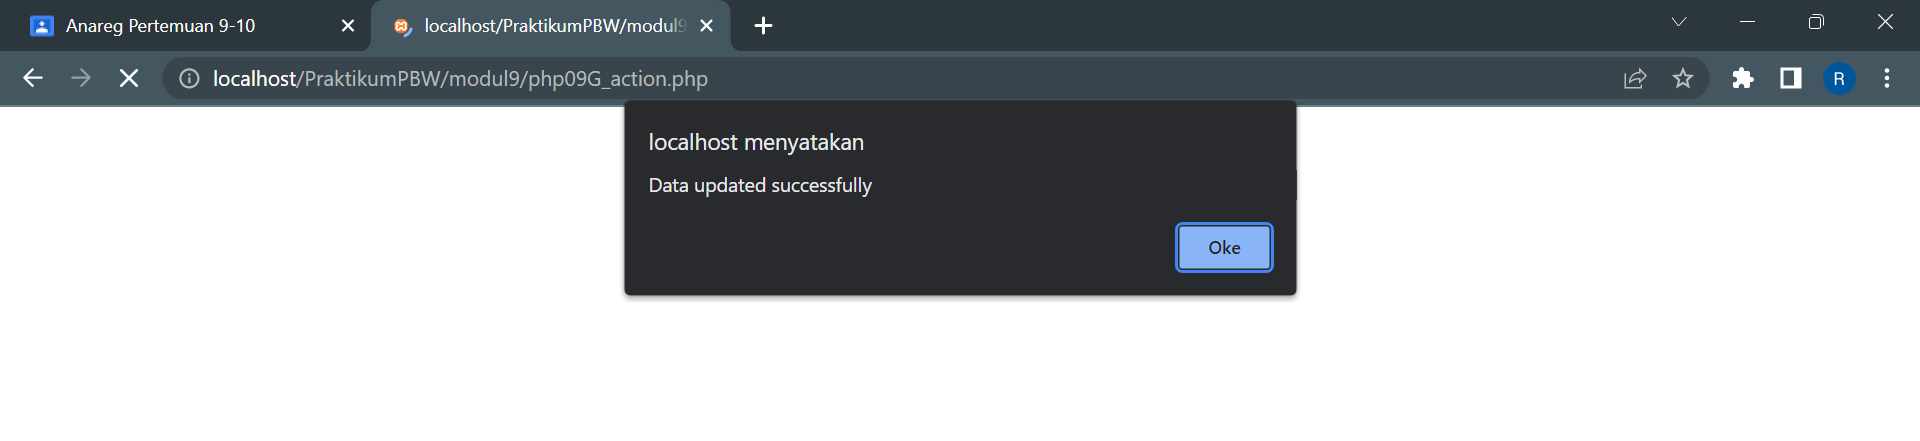 Anareg Pertemuan 9-10
localhost/PraktikumPBW/modul9
localhost/PraktikumPBW/modul9/php09G_action.php
R
localhost menyatakan
Data updated successfully
Oke